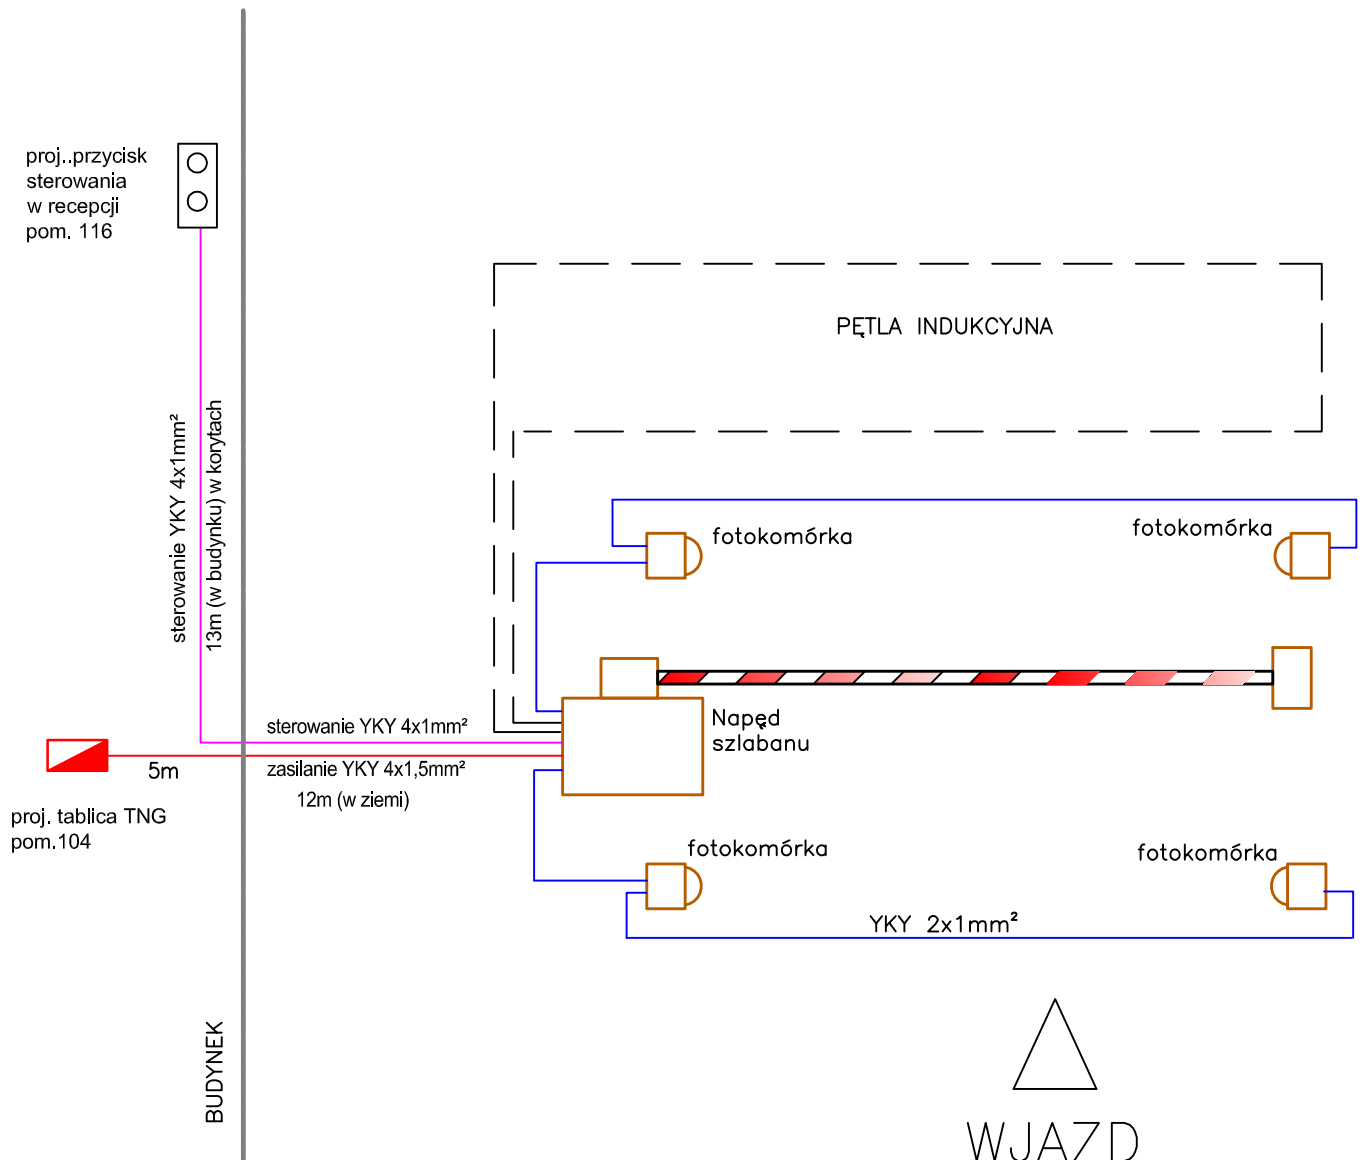 proj..przycisk
sterowania
w recepcji
pom. 116
PĘTLA INDUKCYJNA
sterowanie YKY 4x1mm²
13m (w budynku) w korytach
fotokomórka
fotokomórka
Napęd
szlabanu
sterowanie YKY 4x1mm²
zasilanie YKY 4x1,5mm²
12m (w ziemi)
5m
proj. tablica TNG
pom.104
fotokomórka
fotokomórka
YKY 2x1mm²
BUDYNEK
WJAZD